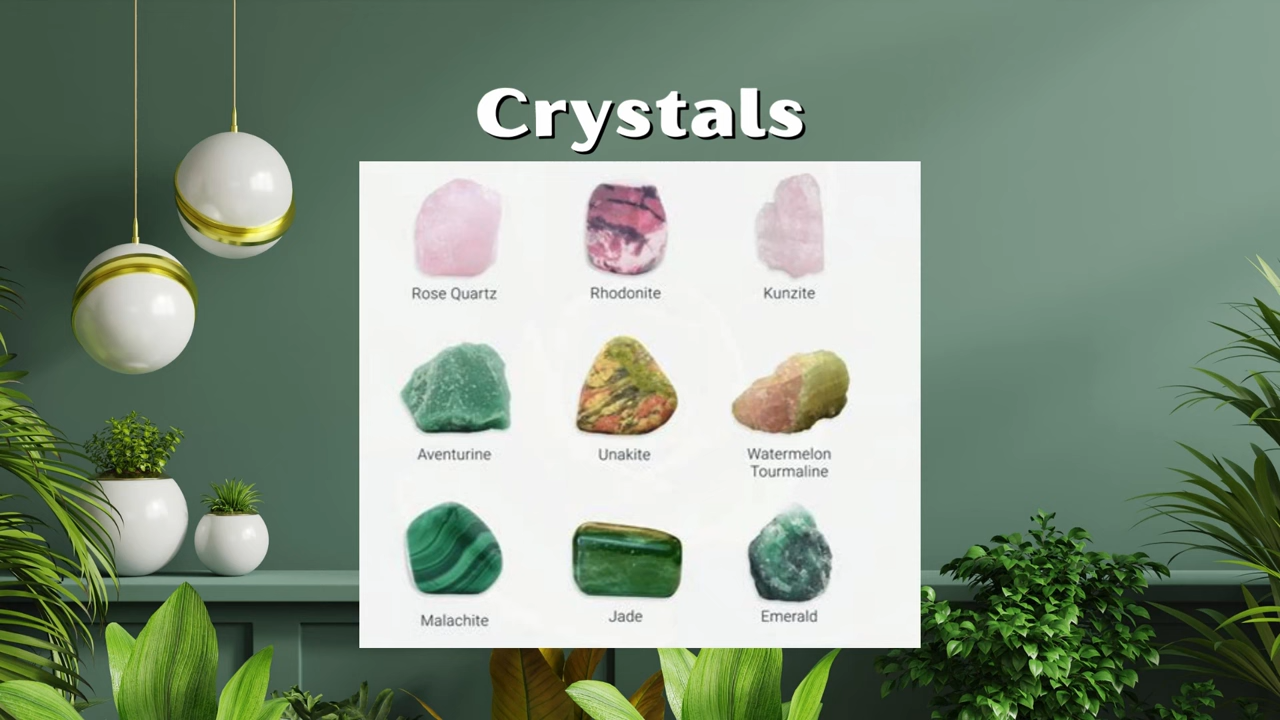 Crystals
Rose Quartz
Rhodonite
Kunzite
Aventurine
Unakite
Watermelon
Tourmaline
Malachite
Jade
Emerald